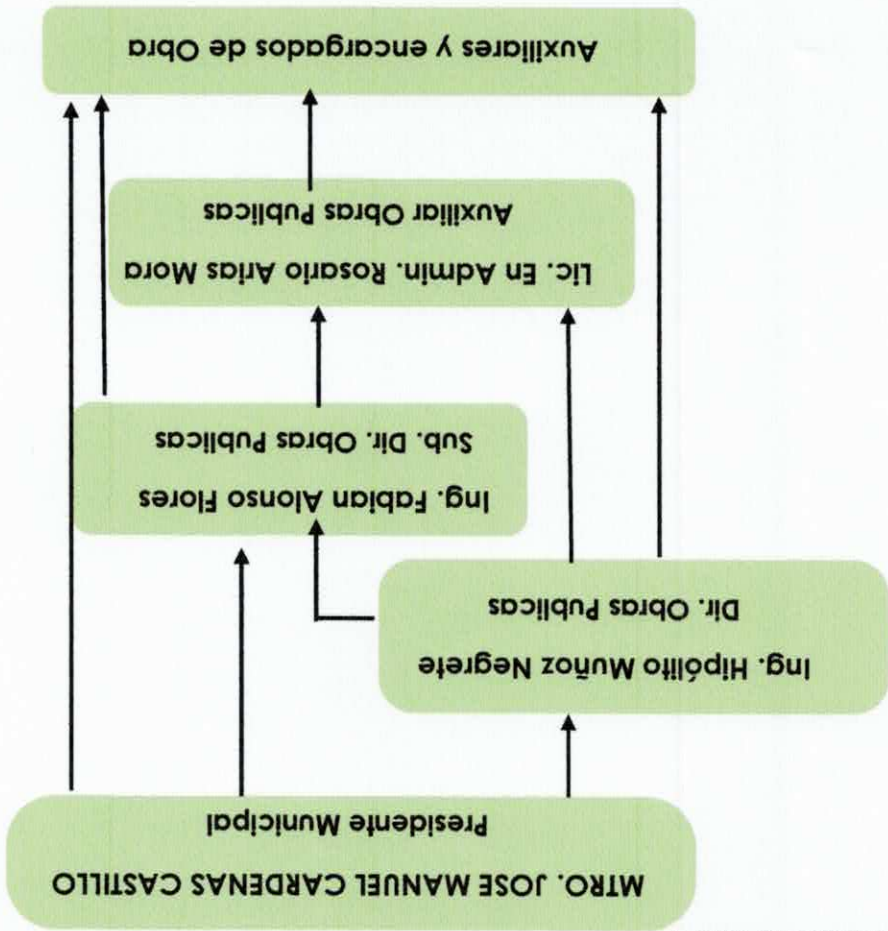 MTRO. JOSE MANUEL CARDENAS CASTILLO
Presidente Municipal
Ing. Hipólito Muñoz Negrete
Dir. Obras Publicas
Ing. Fabian Alonso Flores
Sub. Dir. Obras Publicas
Lic. En Admin. Rosario Arias Mora
Auxiliar Obras Publicas
Auxiliares y encargados de Obra